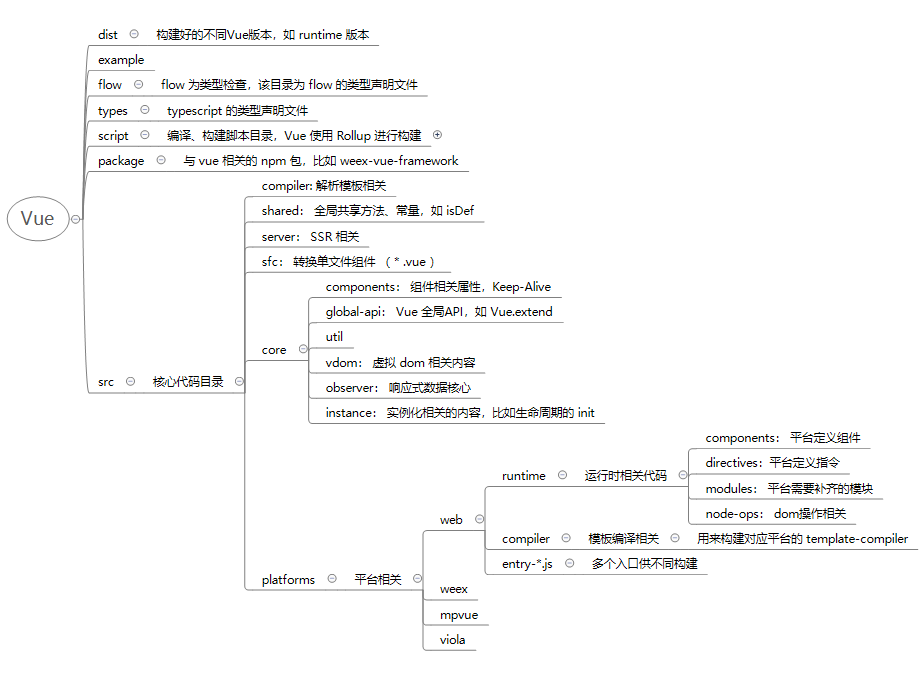 Vue
dist 构建好的不同Vue版本，如 runtime 版本
example
flow flow 为类型检查，该目录为 flow 的类型声明文件
types typescript 的类型声明文件
script 编译、构建脚本目录，Vue 使用 Rollup 进行构建
package 与 vue 相关的 npm 包，比如 weex-vue-framework
src 核心代码目录
compiler: 解析模板相关
shared： 全局共享方法、常量，如 isDef
server： SSR 相关
sfc： 转换单文件组件 （ * .vue ）
core
components： 组件相关属性，Keep-Alive
global-api： Vue 全局API，如 Vue.extend
util
vdom： 虚拟 dom 相关内容
observer： 响应式数据核心
instance： 实例化相关的内容，比如生命周期的 init
platforms 平台相关
web
runtime 运行时相关代码
components： 平台定义组件
directives：平台定义指令
modules： 平台需要补齐的模块
node-ops： dom操作相关
compiler 模板编译相关 用来构建对应平台的 template-compiler
entry-*.js 多个入口供不同构建
weex
mpvue
viola